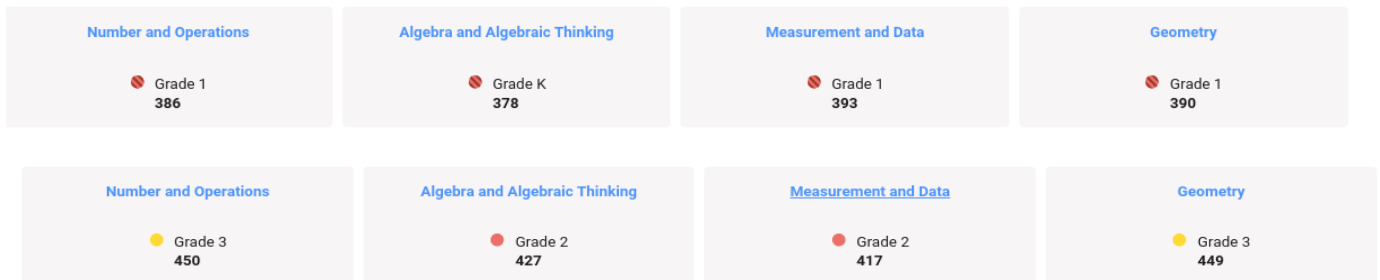 Number and Operations
Algebra and Algebraic Thinking
Measurement and Data
Geometry
Grade 1
386
Grade K
378
Grade 1
393
Grade 1
390
Number and Operations
Algebra and Algebraic Thinking
Measurement and Data
Geometry
Grade 3
450
Grade 2
427
Grade 2
417
Grade 3
449